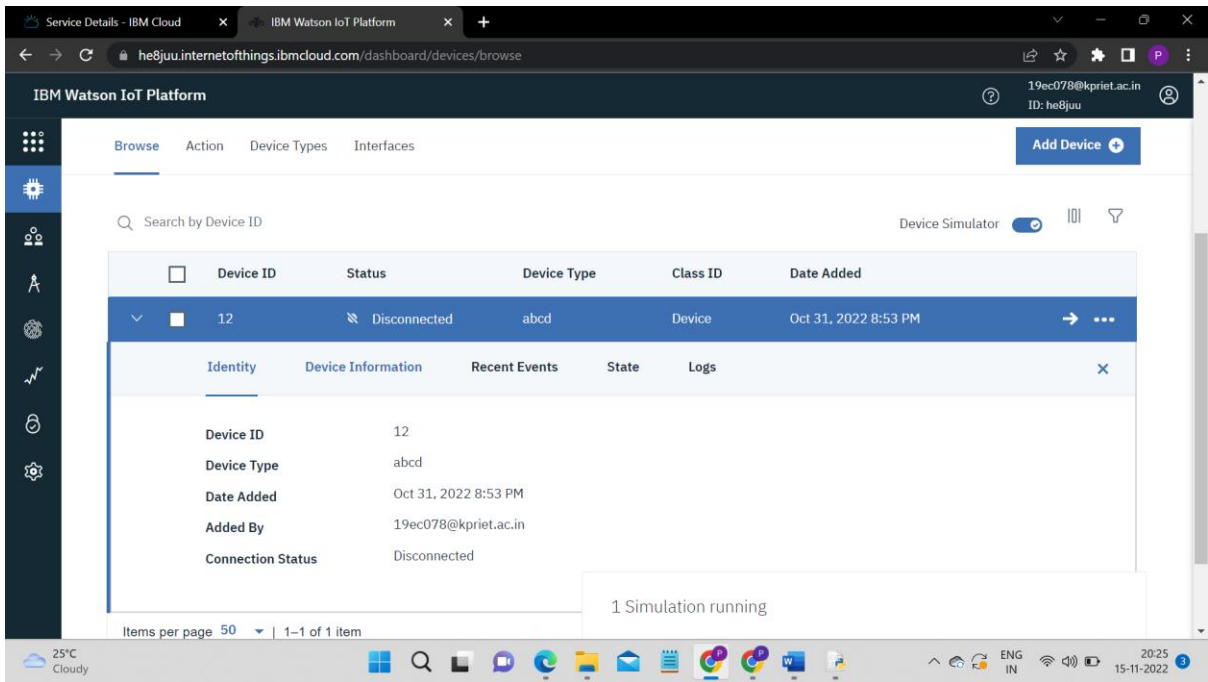 Service Details - IBM Cloud
IBM Watson IoT Platform
he8juu.internetofthings.ibmcloud.com/dashboard/devices/browse
P
IBM Watson IoT Platform
19ec078@kpriet.ac.in
ID: he8juu
Browse Action Device Types Interfaces
Add Device
Search by Device ID
Device Simulator
Device ID Status Device Type Class ID Date Added
12 Disconnected abcd Device Oct 31, 2022 8:53 PM
Identity Device Information Recent Events State Logs
Device ID 12
Device Type abcd
Date Added Oct 31, 2022 8:53 PM
Added By 19ec078@kpriet.ac.in
Connection Status Disconnected
1 Simulation running
Items per page 50 | 1–1 of 1 item
25°C
Cloudy
ENG
IN
20:25
15-11-2022
3